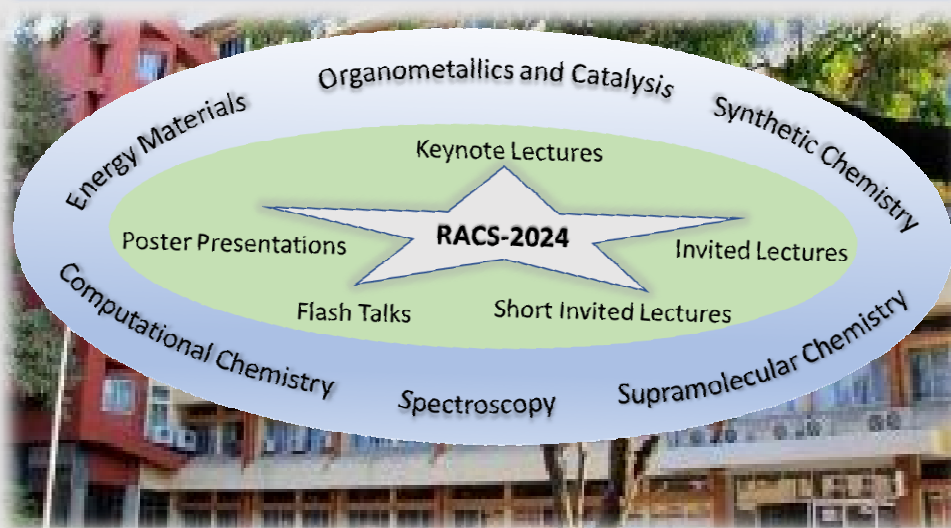 Organometallics and Catalysis
Energy Materials
Synthetic Chemistry
Keynote Lectures
RACS-2024
Poster Presentations
Invited Lectures
Flash Talks
Short Invited Lectures
Computational Chemistry
Spectroscopy
Supramolecular Chemistry